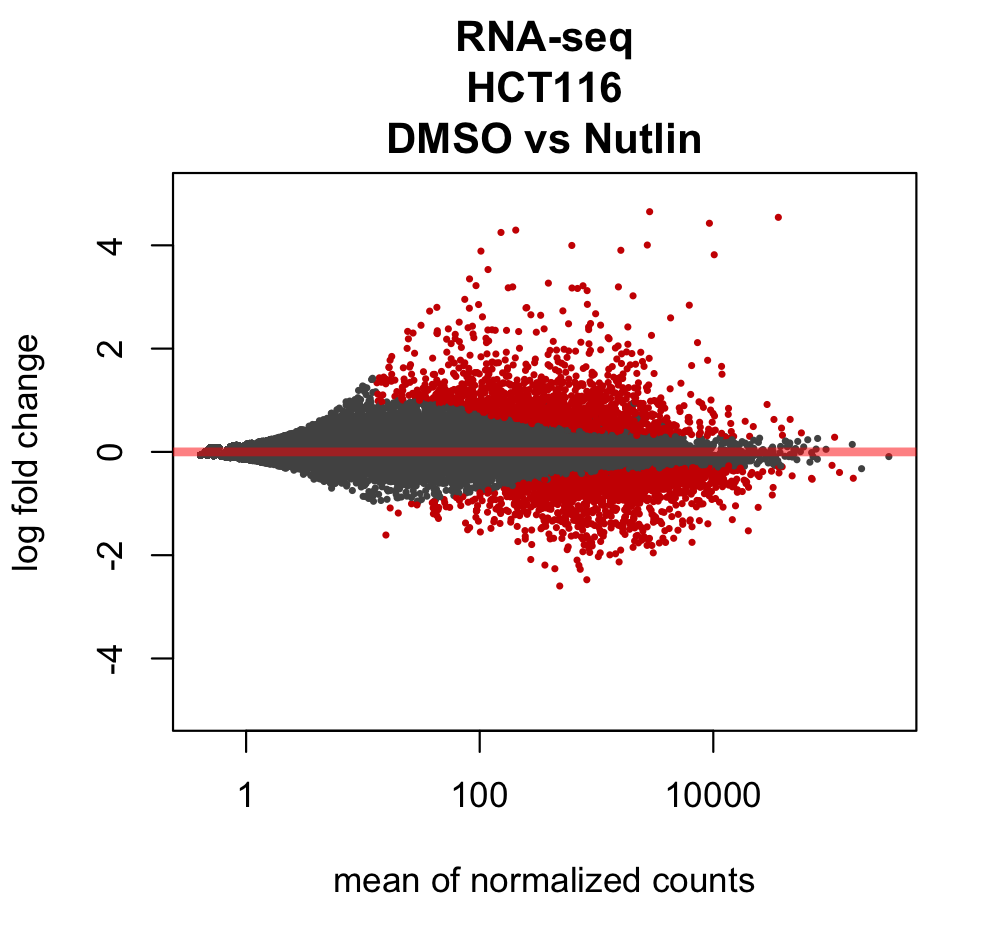 RNA-seq
HCT116
DMSO vs Nutlin
4
2
0
-2
-4
log fold change
1
100
10000
mean of normalized counts